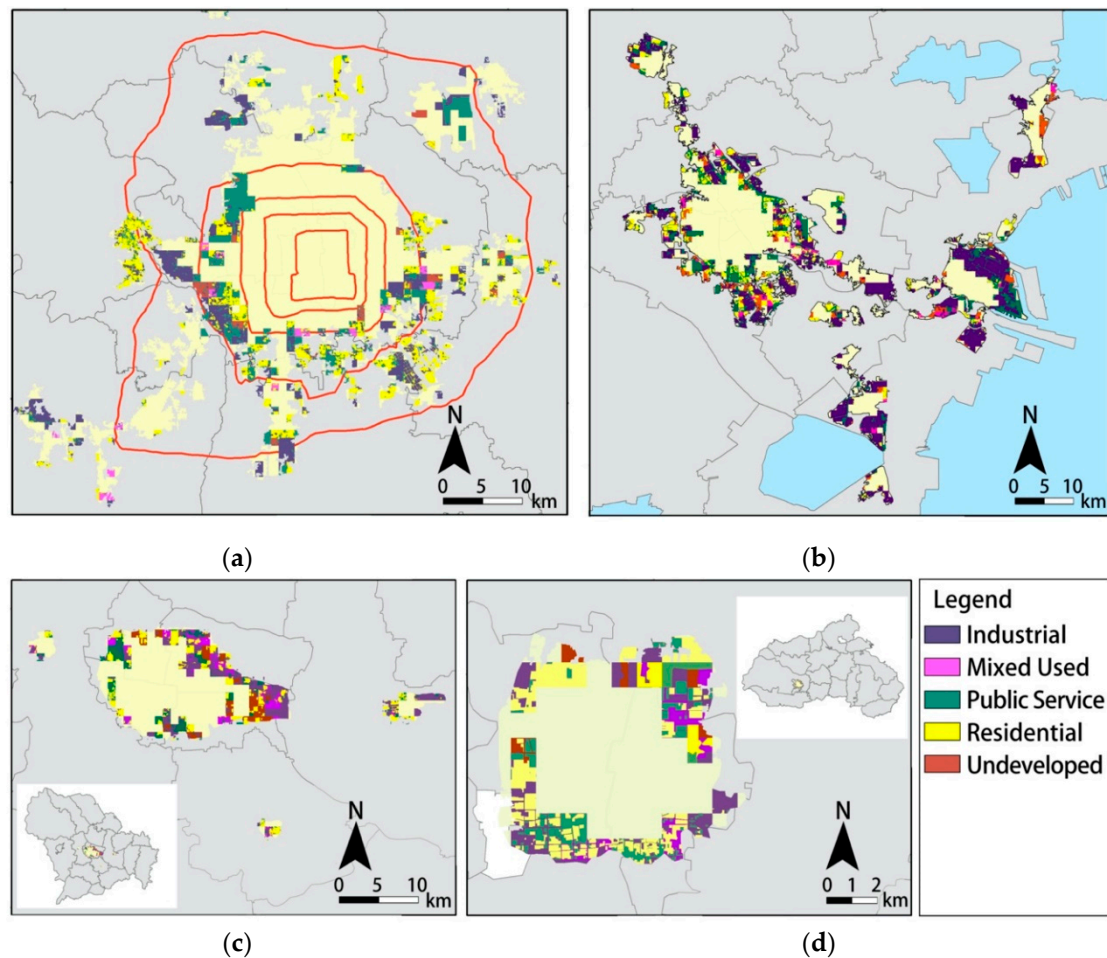 N
0 5 10
km
N
0 5 10
km
(a)
(b)
N
0 5 10
km
N
0 1 2
km
Legend
Industrial
Mixed Used
Public Service
Residential
Undeveloped
(c)
(d)